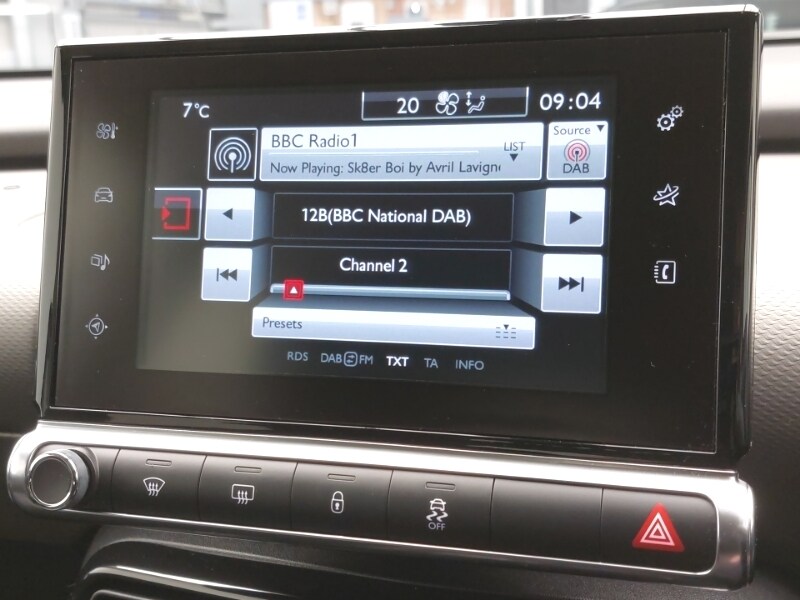 7°C 20 09:04
BBC Radio1 LIST Source
Now Playing: Sk8er Boi by Avril Lavign DAB
12B(BBC National DAB)
Channel 2
Presets
RDS DAB FM TXT TA INFO
OFF